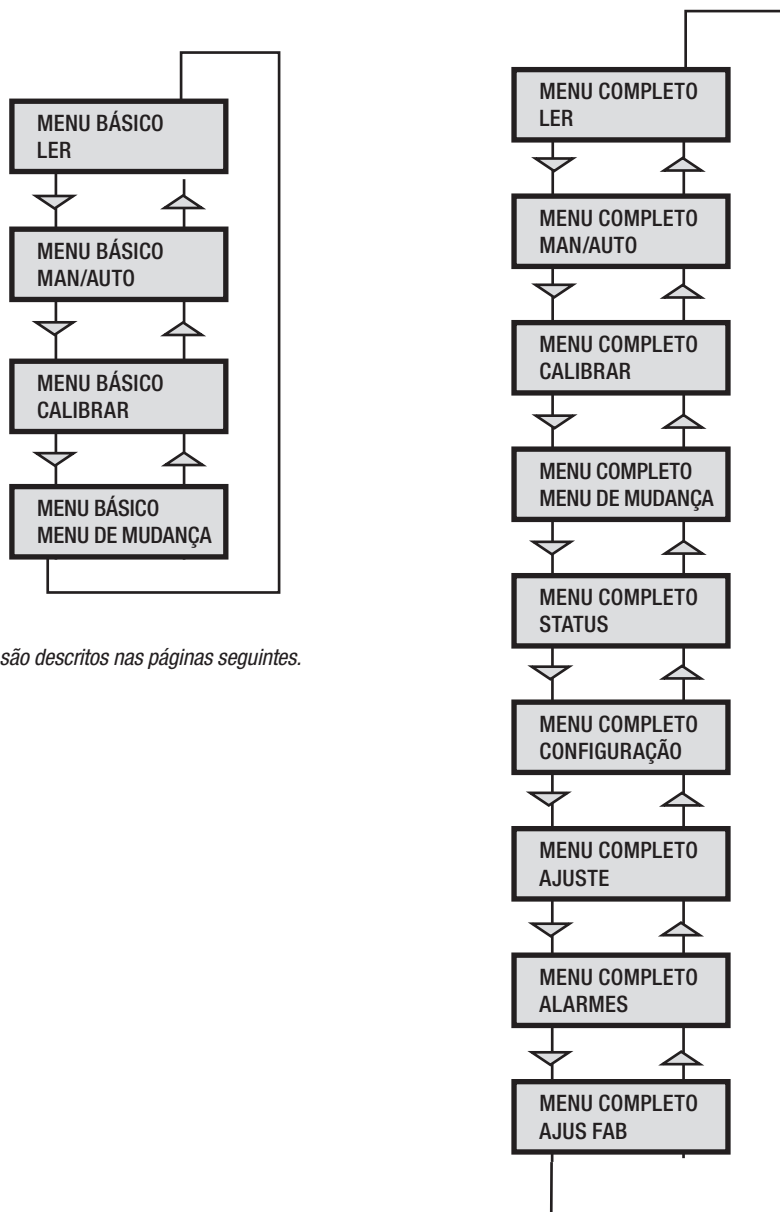 MENU BÁSICO
LER
MENU BÁSICO
MAN/AUTO
MENU BÁSICO
CALIBRAR
MENU BÁSICO
MENU DE MUDANÇA
são descritos nas páginas seguintes.
MENU COMPLETO
LER
MENU COMPLETO
MAN/AUTO
MENU COMPLETO
CALIBRAR
MENU COMPLETO
MENU DE MUDANÇA
MENU COMPLETO
STATUS
MENU COMPLETO
CONFIGURAÇÃO
MENU COMPLETO
AJUSTE
MENU COMPLETO
ALARMES
MENU COMPLETO
AJUS FAB